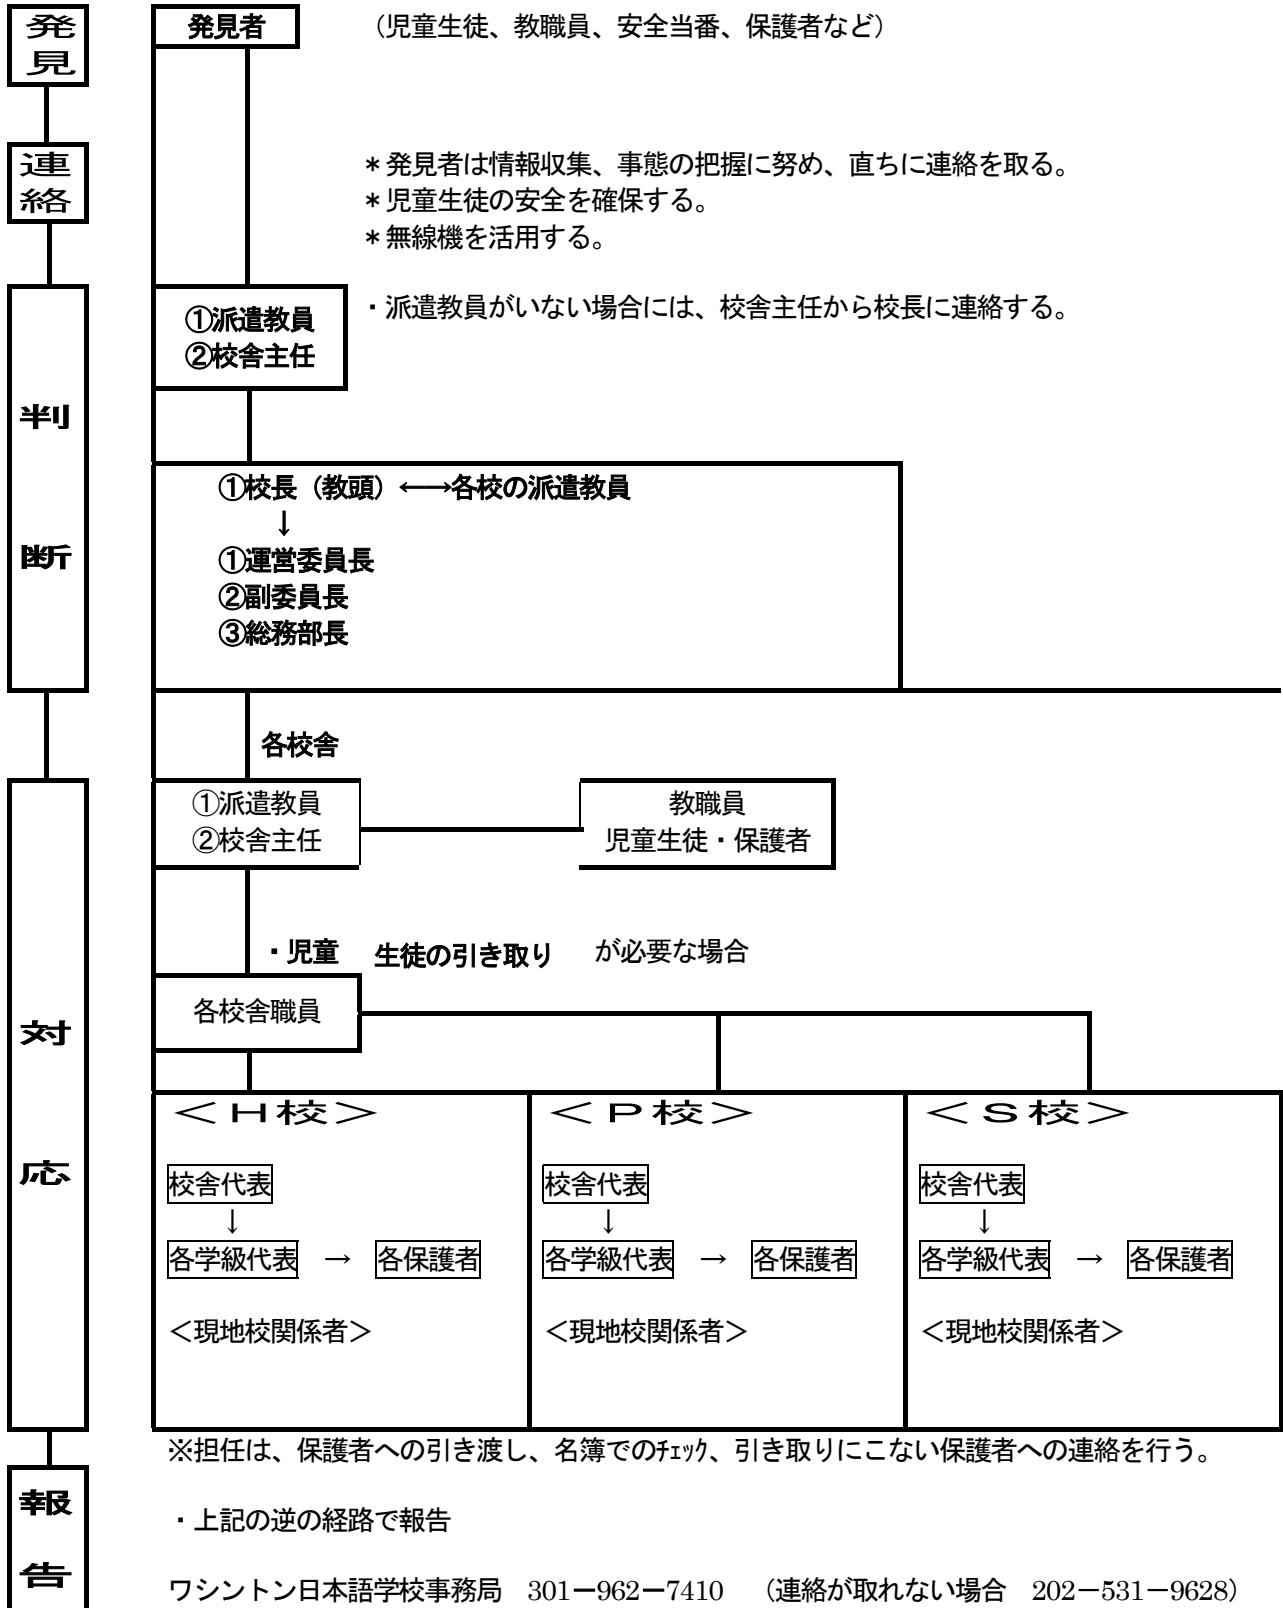 発見
発見者　（児童生徒、教職員、安全当番、保護者など）
連絡
＊発見者は情報収集、事態の把握に努め、直ちに連絡を取る。
＊児童生徒の安全を確保する。
＊無線機を活用する。
判断
①派遣教員
②校舎主任
・派遣教員がいない場合には、校舎主任から校長に連絡する。
①校長（教頭）←→各校の派遣教員
↓
①運営委員長
②副委員長
③総務部長
各校舎
対応
①派遣教員
②校舎主任
教職員
児童生徒・保護者
・児童生徒の引き取りが必要な場合
各校舎職員
＜Ｈ校＞
校舎代表
↓
各学級代表　→　各保護者
＜現地校関係者＞
＜Ｐ校＞
校舎代表
↓
各学級代表　→　各保護者
＜現地校関係者＞
＜Ｓ校＞
校舎代表
↓
各学級代表　→　各保護者
＜現地校関係者＞
※担任は、保護者への引き渡し、名簿でのﾁｪｯｸ、引き取りにこない保護者への連絡を行う。
報告
・上記の逆の経路で報告
ワシントン日本語学校事務局　301－962－7410　（連絡が取れない場合　202－531－9628）